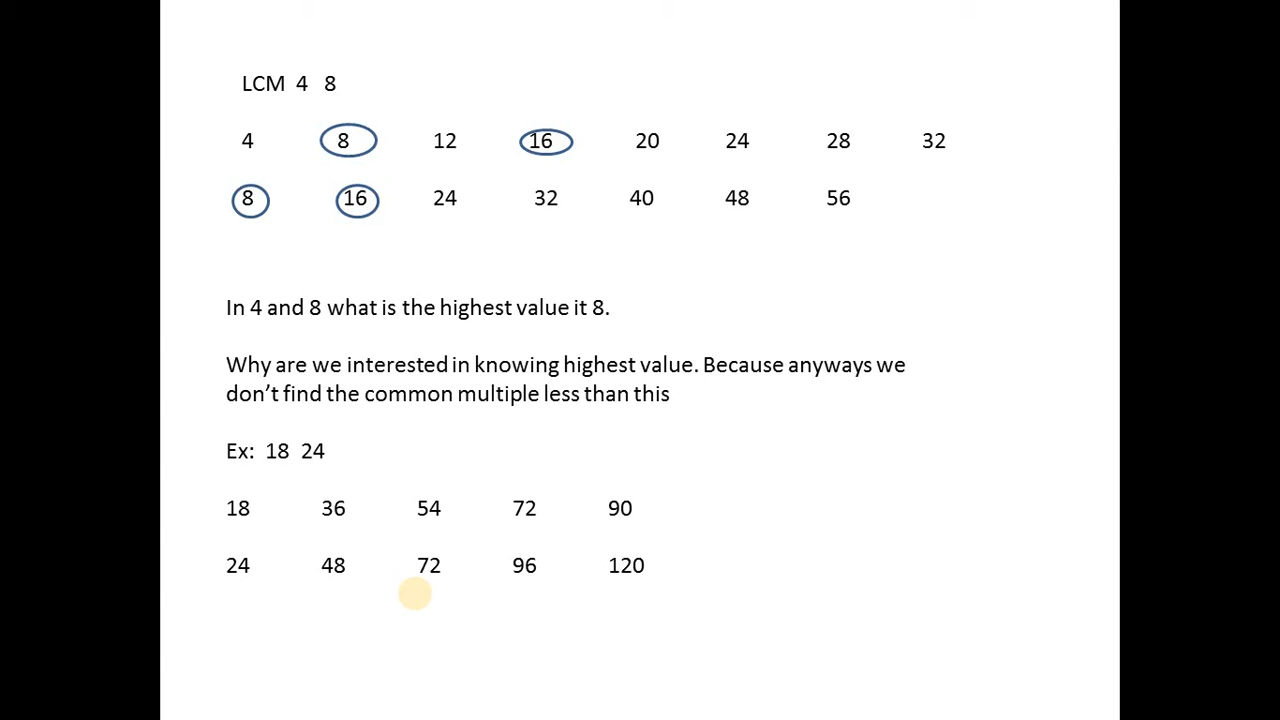 LCM 4 8
4 8 12 16 20 24 28 32
8 16 24 32 40 48 56
In 4 and 8 what is the highest value it 8.
Why are we interested in knowing highest value. Because anyways we
don’t find the common multiple less than this
Ex: 18 24
18 36 54 72 90
24 48 72 96 120